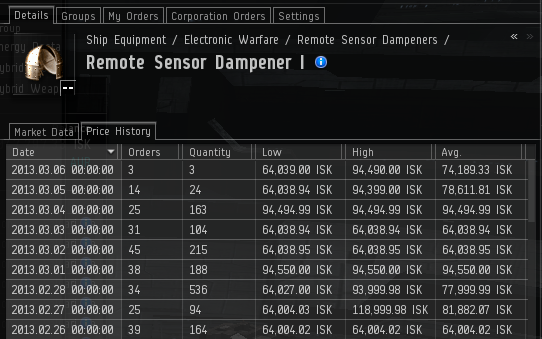 Details Groups My Orders Corporation Orders Settings
Ship Equipment / Electronic Warfare / Remote Sensor Dampeners /
Remote Sensor Dampener I
Market Data Price History
Date Orders Quantity Low High Avg.
2013.03.06 00:00:00 3 3 64,039.00 ISK 94,490.00 ISK 74,189.33 ISK
2013.03.05 00:00:00 14 24 64,038.94 ISK 94,399.00 ISK 78,611.81 ISK
2013.03.04 00:00:00 25 163 94,494.99 ISK 94,494.99 ISK 94,494.99 ISK
2013.03.03 00:00:00 31 104 64,038.94 ISK 64,038.94 ISK 64,038.94 ISK
2013.03.02 00:00:00 45 215 64,038.95 ISK 64,038.95 ISK 64,038.95 ISK
2013.03.01 00:00:00 38 188 94,550.00 ISK 94,550.00 ISK 94,550.00 ISK
2013.02.28 00:00:00 34 536 64,027.00 ISK 93,999.98 ISK 77,999.99 ISK
2013.02.27 00:00:00 25 94 64,004.03 ISK 118,999.98 ISK 81,882.07 ISK
2013.02.26 00:00:00 39 164 64,004.02 ISK 64,004.02 ISK 64,004.02 ISK